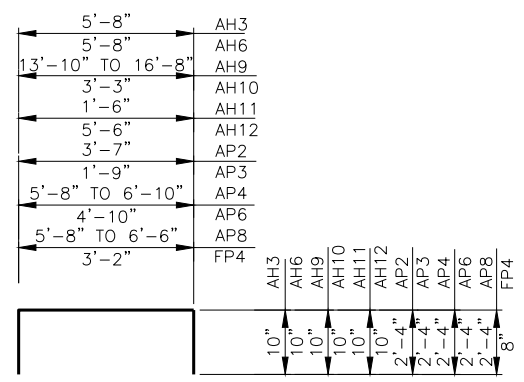 5'-8" AH3
5'-8" AH6
13'-10" TO 16'-8" AH9
3'-3" AH10
1'-6" AH11
5'-6" AH12
3'-7" AP2
1'-9" AP3
5'-8" TO 6'-10" AP4
4'-10" AP6
5'-8" TO 6'-6" AP8
3'-2" FP4
AH3
AH6
AH9
AH10
AH11
AH12
AP2
AP3
AP4
AP6
AP8
FP4
10"
10"
10"
10"
10"
10"
2'-4"
2'-4"
2'-4"
2'-4"
2'-4"
8"